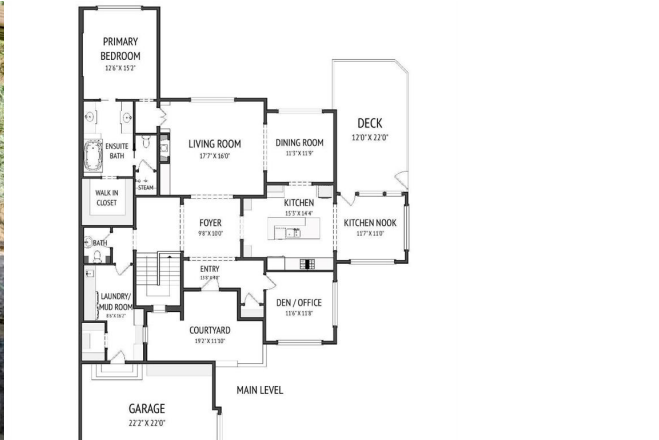 PRIMARY
BEDROOM
12'6" X 15'2"
LIVING ROOM
17'7" X 16'0"
DINING ROOM
11'3" X 11'9"
DECK
12'0" X 22'0"
ENSUITE
BATH
STEAM
WALK IN
CLOSET
FOYER
9'8" X 10'0"
KITCHEN
15'5" X 14'4"
KITCHEN NOOK
11'7" X 11'0"
BATH
ENTRY
LAUNDRY/
MUD ROOM
DEN / OFFICE
11'6" X 11'8"
COURTYARD
19'2" X 11'10"
MAIN LEVEL
GARAGE
22'2" X 22'0"